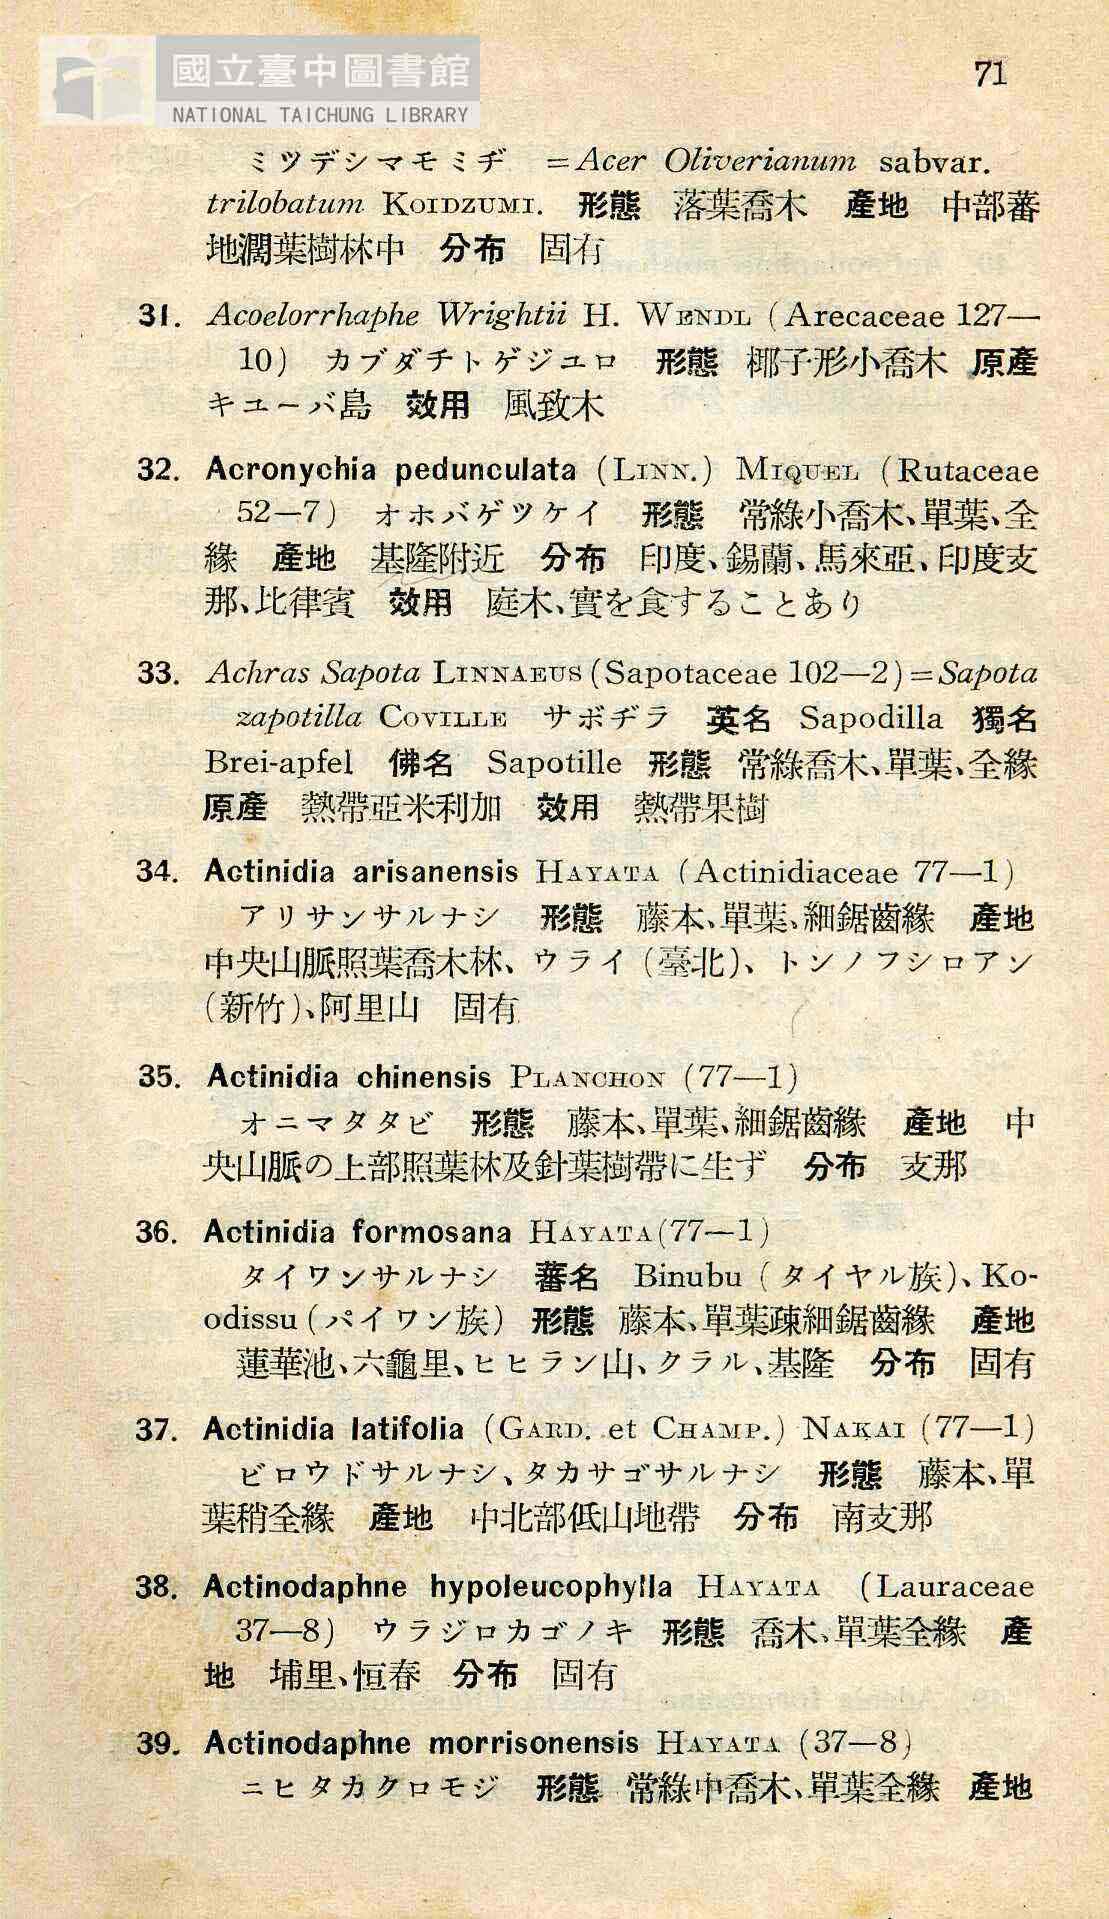 國立臺中圖書館
NATIONAL TAICHUNG LIBRARY
71
ミツデシマモミヂ =Acer Oliverianum sabvar.
trilobatum KOIDZUMI. 形態 落葉喬木 產地 中部蕃
地濶葉樹林中 分布 固有
31. Acoelorrhaphe Wrightii H. WENDL (Arecaceae 127—
10) カブダチトゲジユロ 形態 椰子形小喬木 原產
キユーバ島 效用 風致木
32. Acronychia pedunculata (LINN.) MIQUEL (Rutaceae
52—7) オホバゲツケイ 形態 常綠小喬木、單葉、全
緣 產地 基隆附近 分布 印度、錫蘭、馬來亞、印度支
那、比律賓 效用 庭木、實を食することあり
33. Achras Sapota LINNAEUS (Sapotaceae 102—2)=Sapota
zapotilla COVILLE サボヂラ 英名 Sapodilla 獨名
Brei-apfel 佛名 Sapotille 形態 常綠喬木、單葉、全緣
原產 熱帶亞米利加 效用 熱帶果樹
34. Actinidia arisanensis HAYATA (Actinidiaceae 77—1)
アリサンサルナシ 形態 藤本、單葉、細鋸齒緣 產地
中央山脈照葉喬木林、ウライ(臺北)、トンノフシロアン
(新竹)、阿里山 固有
35. Actinidia chinensis PLANCHON (77—1)
オニマタタビ 形態 藤本、單葉、細鋸齒緣 產地 中
央山脈の上部照葉林及針葉樹帶に生ず 分布 支那
36. Actinidia formosana HAYATA(77—1)
タイワンサルナシ 蕃名 Binubu (タイヤル族)、Ko-
odissu (パイワン族) 形態 藤本、單葉疎細鋸齒緣 產地
蓮華池、六龜里、ヒヒラン山、クラル、基隆 分布 固有
37. Actinidia latifolia (GARD. et CHAMP.) NAKAI (77—1)
ビロウドサルナシ、タカサゴサルナシ 形態 藤本、單
葉稍全緣 產地 中北部低山地帶 分布 南支那
38. Actinodaphne hypoleucophylla HAYATA (Lauraceae
37—8) ウラジロカゴノキ 形態 喬木、單葉全緣 產
地 埔里、恒春 分布 固有
39. Actinodaphne morrisonensis HAYATA (37—8)
ニヒタカクロモジ 形態 常綠中喬木、單葉全緣 產地